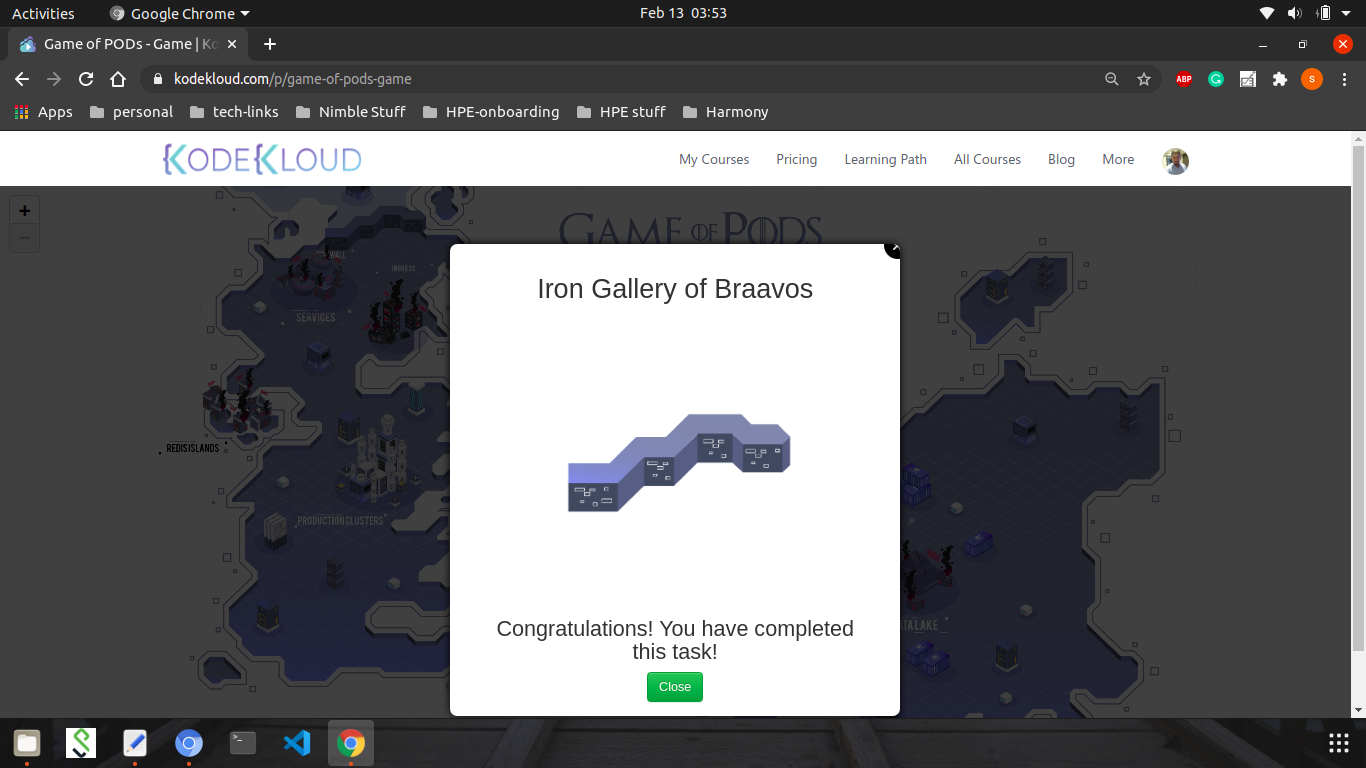 Activities
Google Chrome
Feb 13 03:53
Game of PODs - Game | Ko
kodekloud.com/p/game-of-pods-game
ABP
S
Apps
personal
tech-links
Nimble Stuff
HPE-onboarding
HPE stuff
Harmony
KODEKLOUD
My Courses
Pricing
Learning Path
All Courses
Blog
More
+
−
GAME OF PODS
WALL
INGRESS
SERVICES
REDIS ISLANDS
PRODUCTION CLUSTERS
Iron Gallery of Braavos
Congratulations! You have completed
this task!
Close